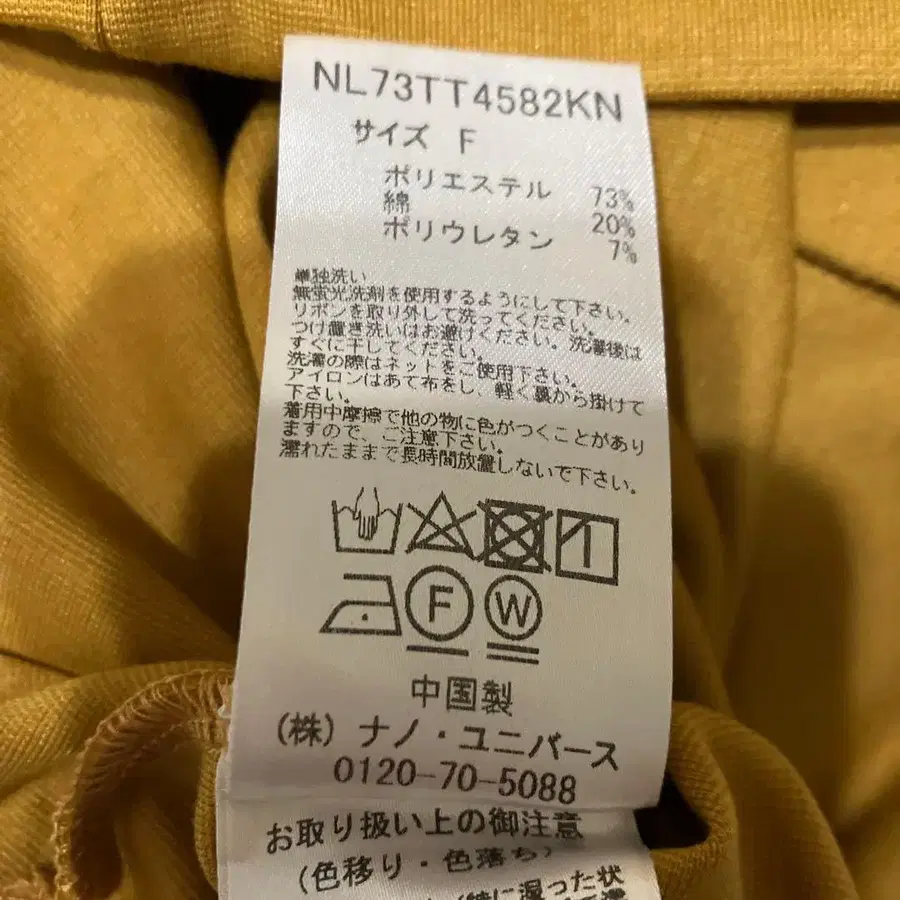 NL73TT4582KN
サイズ F
ポリエステル 73%
綿 20%
ポリウレタン 7%
単独洗い
無蛍光洗剤を使用するようにして下さい。
リボンを取り外して洗ってください。
つけ置き洗いはお避けください。洗濯後は
すぐに干してください。
洗濯の際はネットをご使用下さい。
アイロンはあて布をし、軽く裏から掛けて
下さい。
着用中摩擦で他の物に色がつくことがあり
ますので、ご注意下さい。
濡れたままで長時間放置しないで下さい。
F W
中国製
(株) ナノ・ユニバース
0120-70-5088
お取り扱い上の御注意
(色移り・色落ち)
特に湿った状